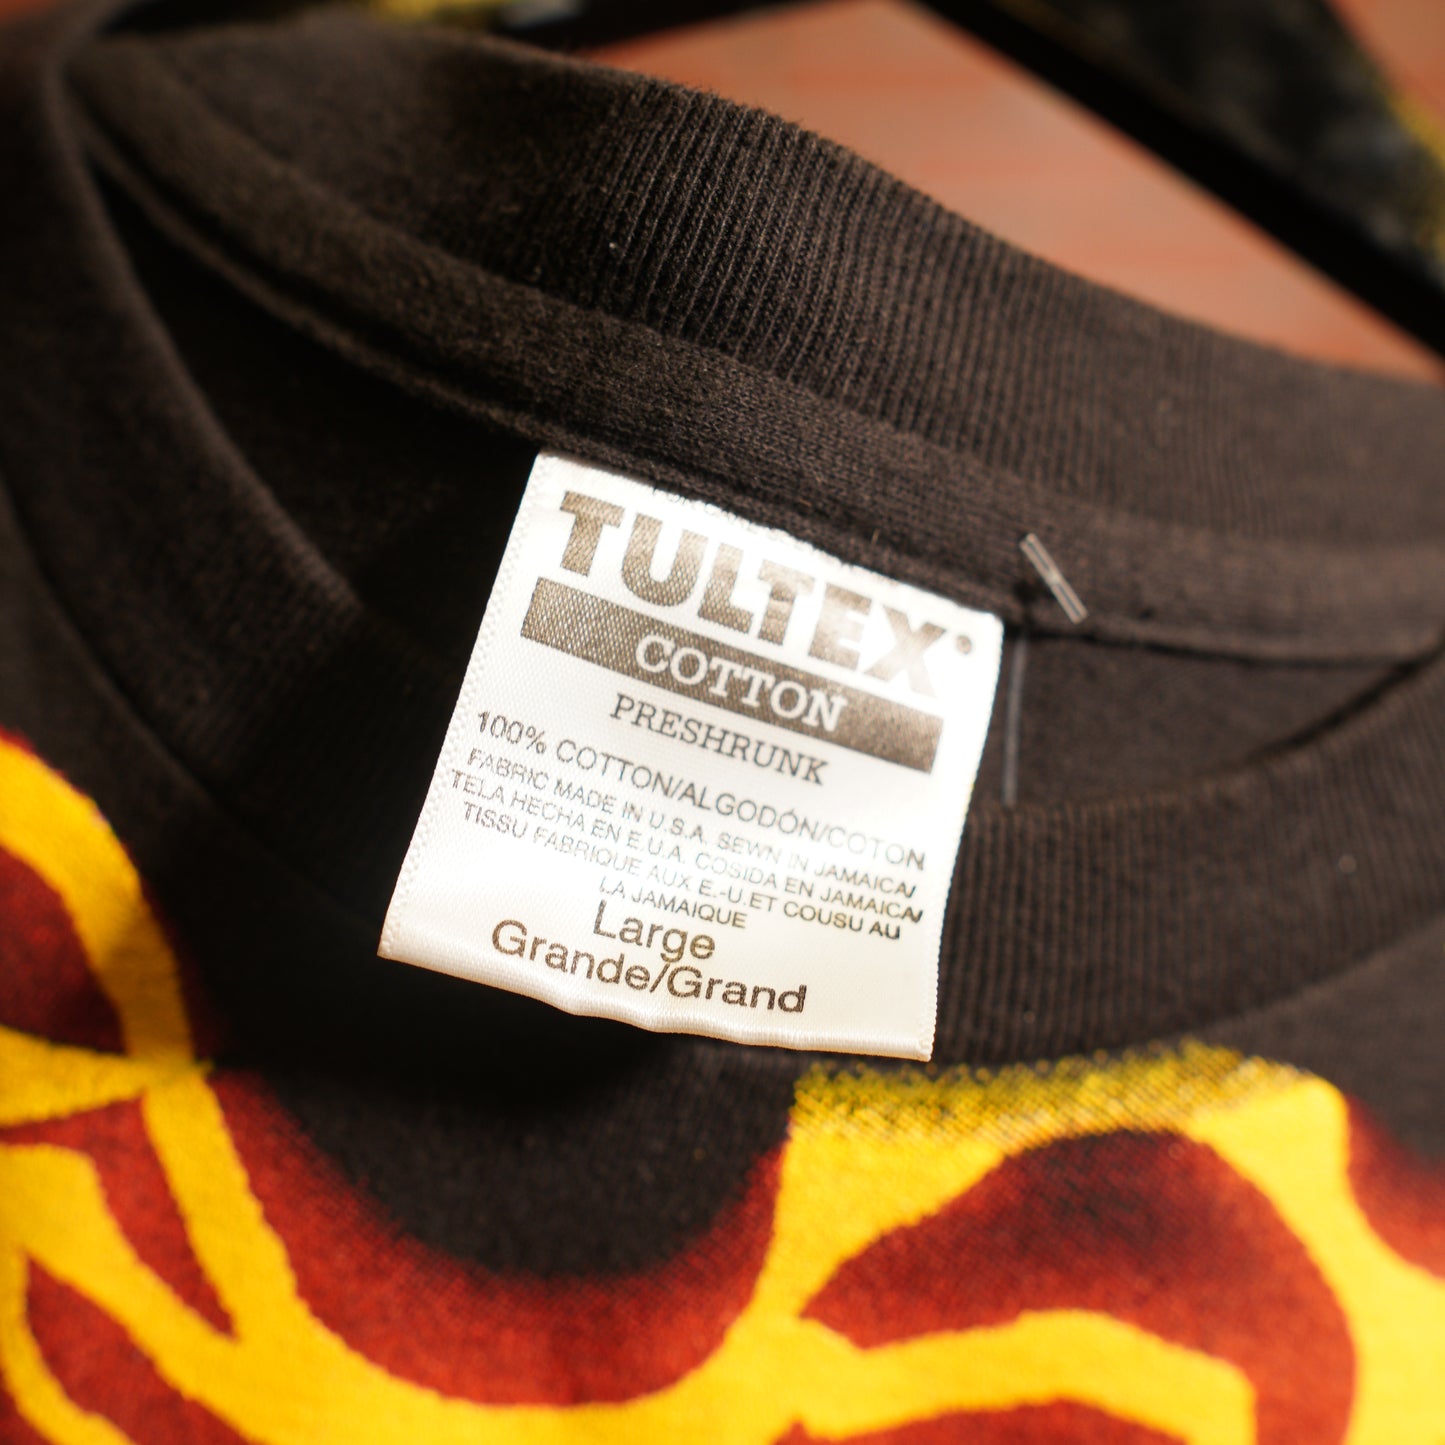 TULTEX®
COTTON
PRESHRUNK
100% COTTON/ALGODÓN/COTON
FABRIC MADE IN U.S.A. SEWN IN JAMAICA/
TELA HECHA EN E.U.A. COSIDA EN JAMAICA/
TISSU FABRIQUE AUX E.-U.ET COUSU AU
LA JAMAIQUE
Large
Grande/Grand